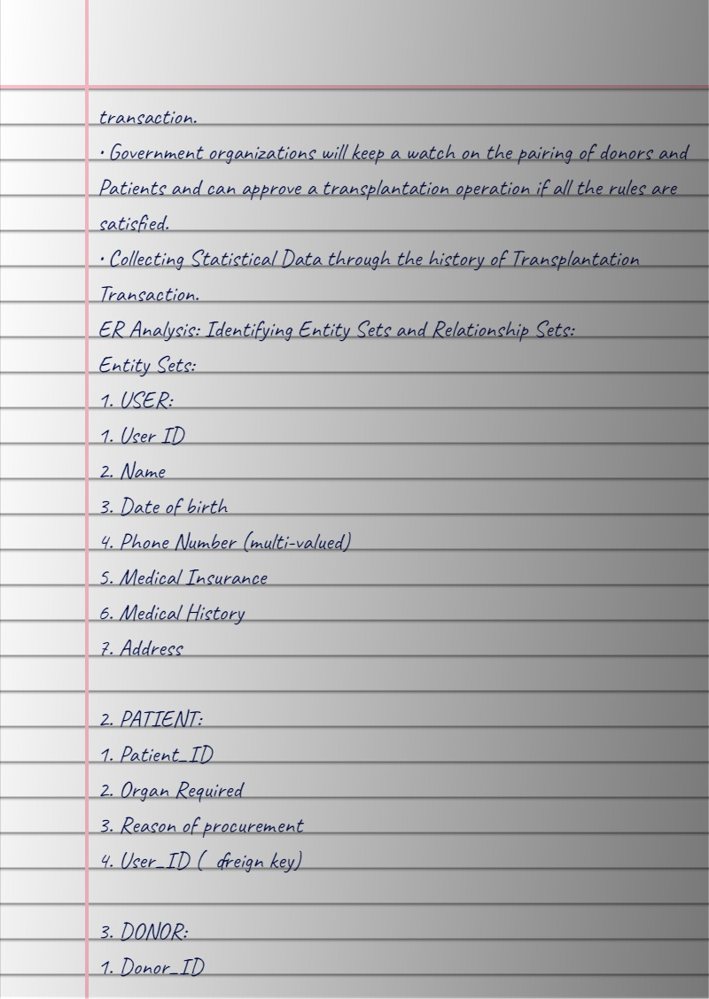 transaction.
• Government organizations will keep a watch on the pairing of donors and
Patients and can approve a transplantation operation if all the rules are
satisfied.
• Collecting Statistical Data through the history of Transplantation
Transaction.
ER Analysis: Identifying Entity Sets and Relationship Sets:
Entity Sets:
1. USER:
1. User ID
2. Name
3. Date of birth
4. Phone Number (multi-valued)
5. Medical Insurance
6. Medical History
7. Address
2. PATIENT:
1. Patient_ID
2. Organ Required
3. Reason of procurement
4. User_ID ( key)
3. DONOR:
1. Donor_ID